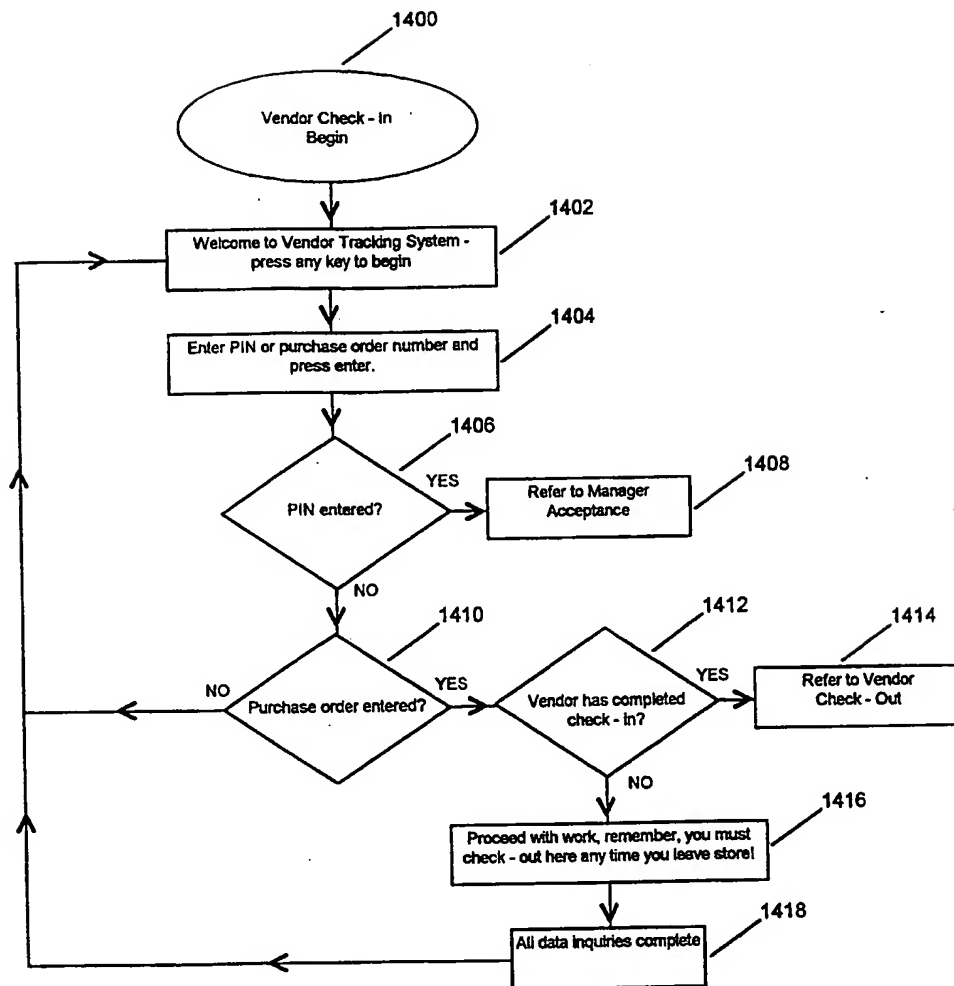 1400
Vendor Check - In
Begin
1402
Welcome to Vendor Tracking System -
press any key to begin
1404
Enter PIN or purchase order number and
press enter.
1406
YES
1408
PIN entered?
Refer to Manager
Acceptance
NO
1410
1412
1414
NO
YES
YES
Purchase order entered?
Vendor has completed
check - in?
Refer to Vendor
Check - Out
NO
1416
Proceed with work, remember, you must
check - out here any time you leave store!
1418
All data inquiries complete